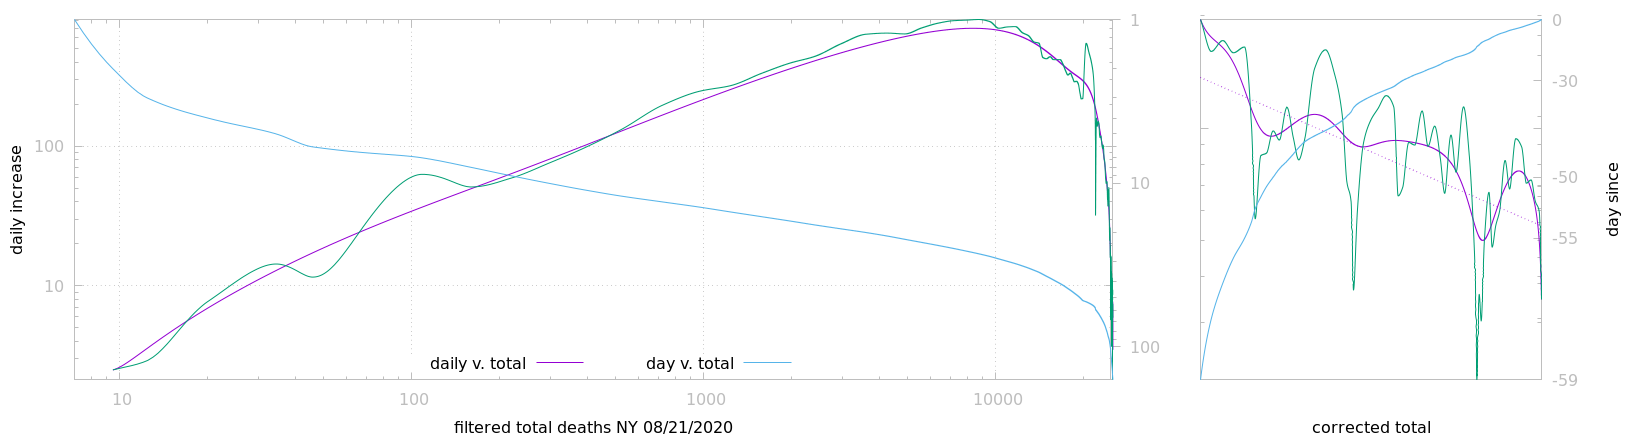 daily increase
100
10
daily v. total
day v. total
10
100
1000
10000
filtered total deaths NY 08/21/2020
1
10
100
0
-30
-50
-55
-59
day since
corrected total